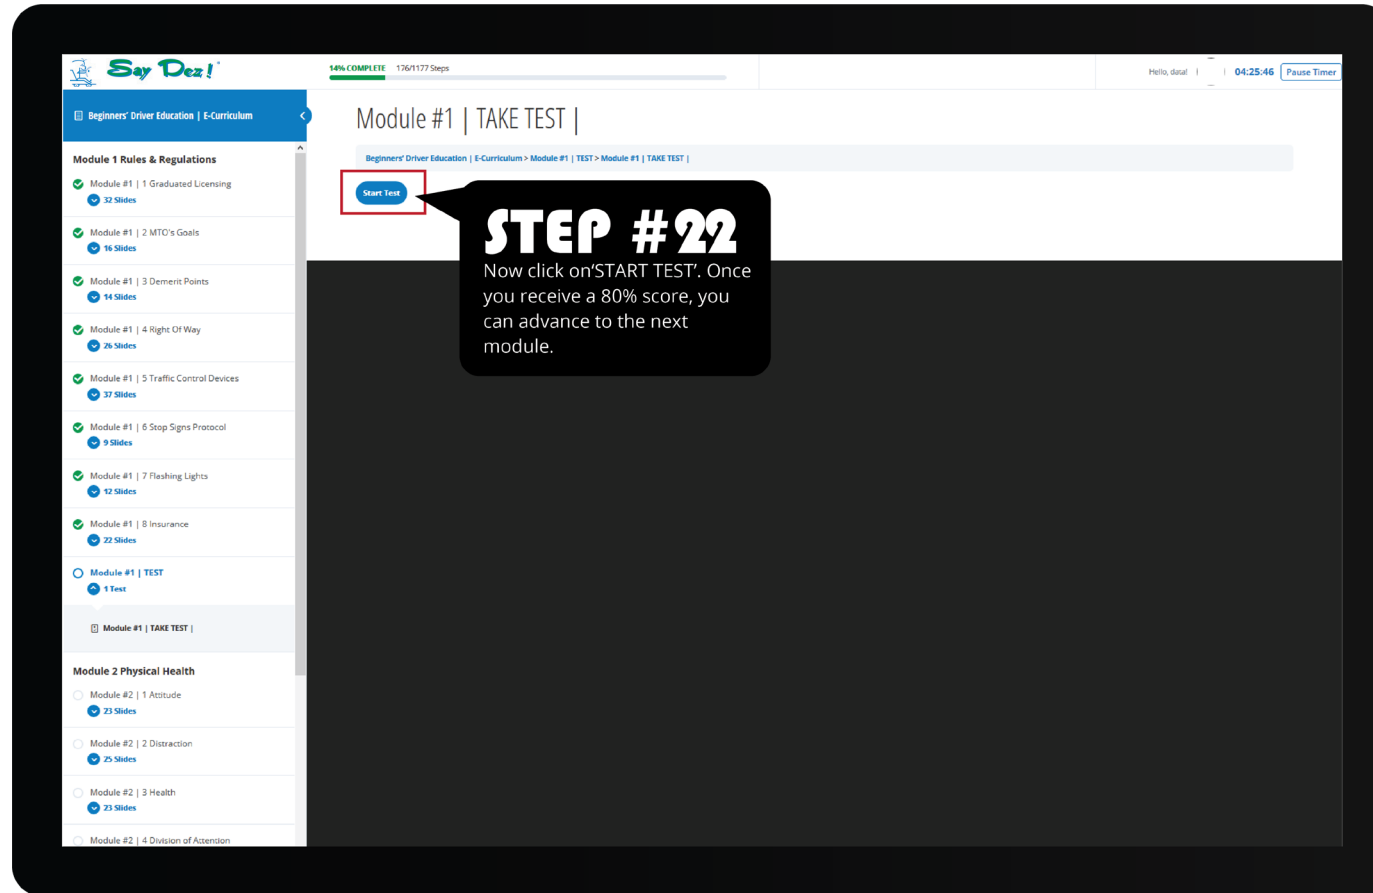 Say Dez!
14% COMPLETE 176/1177 Steps
Hello, data! 04:25:46 Pause Timer
Beginners' Driver Education | E-Curriculum
Module 1 Rules & Regulations
Module #1 | 1 Graduated Licensing
32 Slides
Module #1 | 2 MTO's Goals
16 Slides
Module #1 | 3 Demerit Points
14 Slides
Module #1 | 4 Right Of Way
26 Slides
Module #1 | 5 Traffic Control Devices
37 Slides
Module #1 | 6 Stop Signs Protocol
9 Slides
Module #1 | 7 Flashing Lights
12 Slides
Module #1 | 8 Insurance
22 Slides
Module #1 | TEST
1 Test
Module #1 | TAKE TEST |
Module 2 Physical Health
Module #2 | 1 Attitude
23 Slides
Module #2 | 2 Distraction
25 Slides
Module #2 | 3 Health
23 Slides
Module #2 | 4 Division of Attention
Module #1 | TAKE TEST |
Beginners' Driver Education | E-Curriculum > Module #1 | TEST > Module #1 | TAKE TEST |
Start Test
STEP #22
Now click on'START TEST'. Once
you receive a 80% score, you
can advance to the next
module.